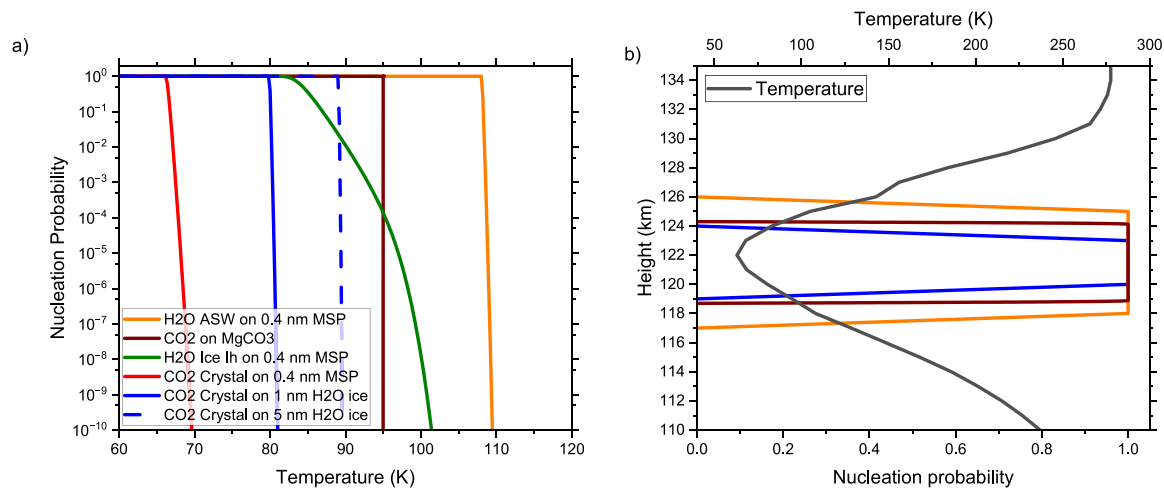 a)
10⁰
10⁻¹
10⁻²
10⁻³
10⁻⁴
10⁻⁵
10⁻⁶
10⁻⁷
10⁻⁸
10⁻⁹
10⁻¹⁰
Nucleation Probability
H2O ASW on 0.4 nm MSP
CO2 on MgCO3
H2O Ice Ih on 0.4 nm MSP
CO2 Crystal on 0.4 nm MSP
CO2 Crystal on 1 nm H2O ice
CO2 Crystal on 5 nm H2O ice
60 70 80 90 100 110 120
Temperature (K)
b)
Temperature (K)
50 100 150 200 250 300
Temperature
134
132
130
128
126
124
122
120
118
116
114
112
110
Height (km)
0.0 0.2 0.4 0.6 0.8 1.0
Nucleation probability